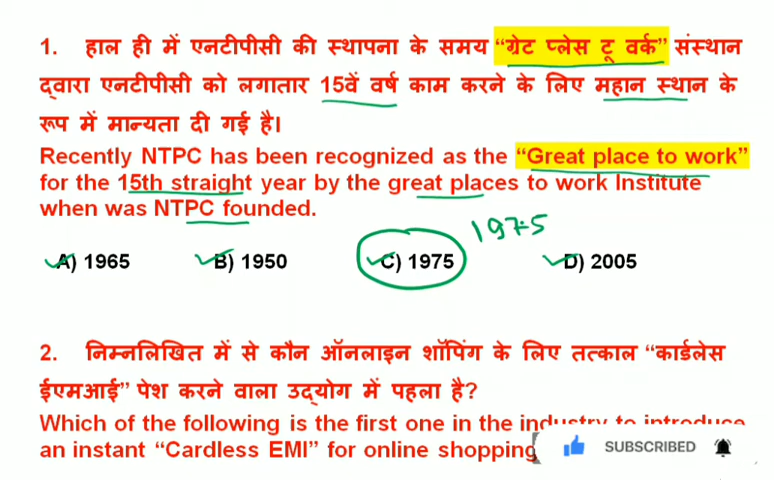 1. हाल ही में एनटीपीसी की स्थापना के समय “ग्रेट प्लेस टू वर्क” संस्थान
द्वारा एनटीपीसी को लगातार 15वें वर्ष काम करने के लिए महान स्थान के
रूप में मान्यता दी गई है।
Recently NTPC has been recognized as the “Great place to work”
for the 15th straight year by the great places to work Institute
when was NTPC founded.
1975
A) 1965 B) 1950 C) 1975 D) 2005
2. निम्नलिखित में से कौन ऑनलाइन शॉपिंग के लिए तत्काल “कार्डलेस
ईएमआई” पेश करने वाला उद्योग में पहला है?
Which of the following is the first one in the industry to introduce
an instant “Cardless EMI” for online shopping
SUBSCRIBED